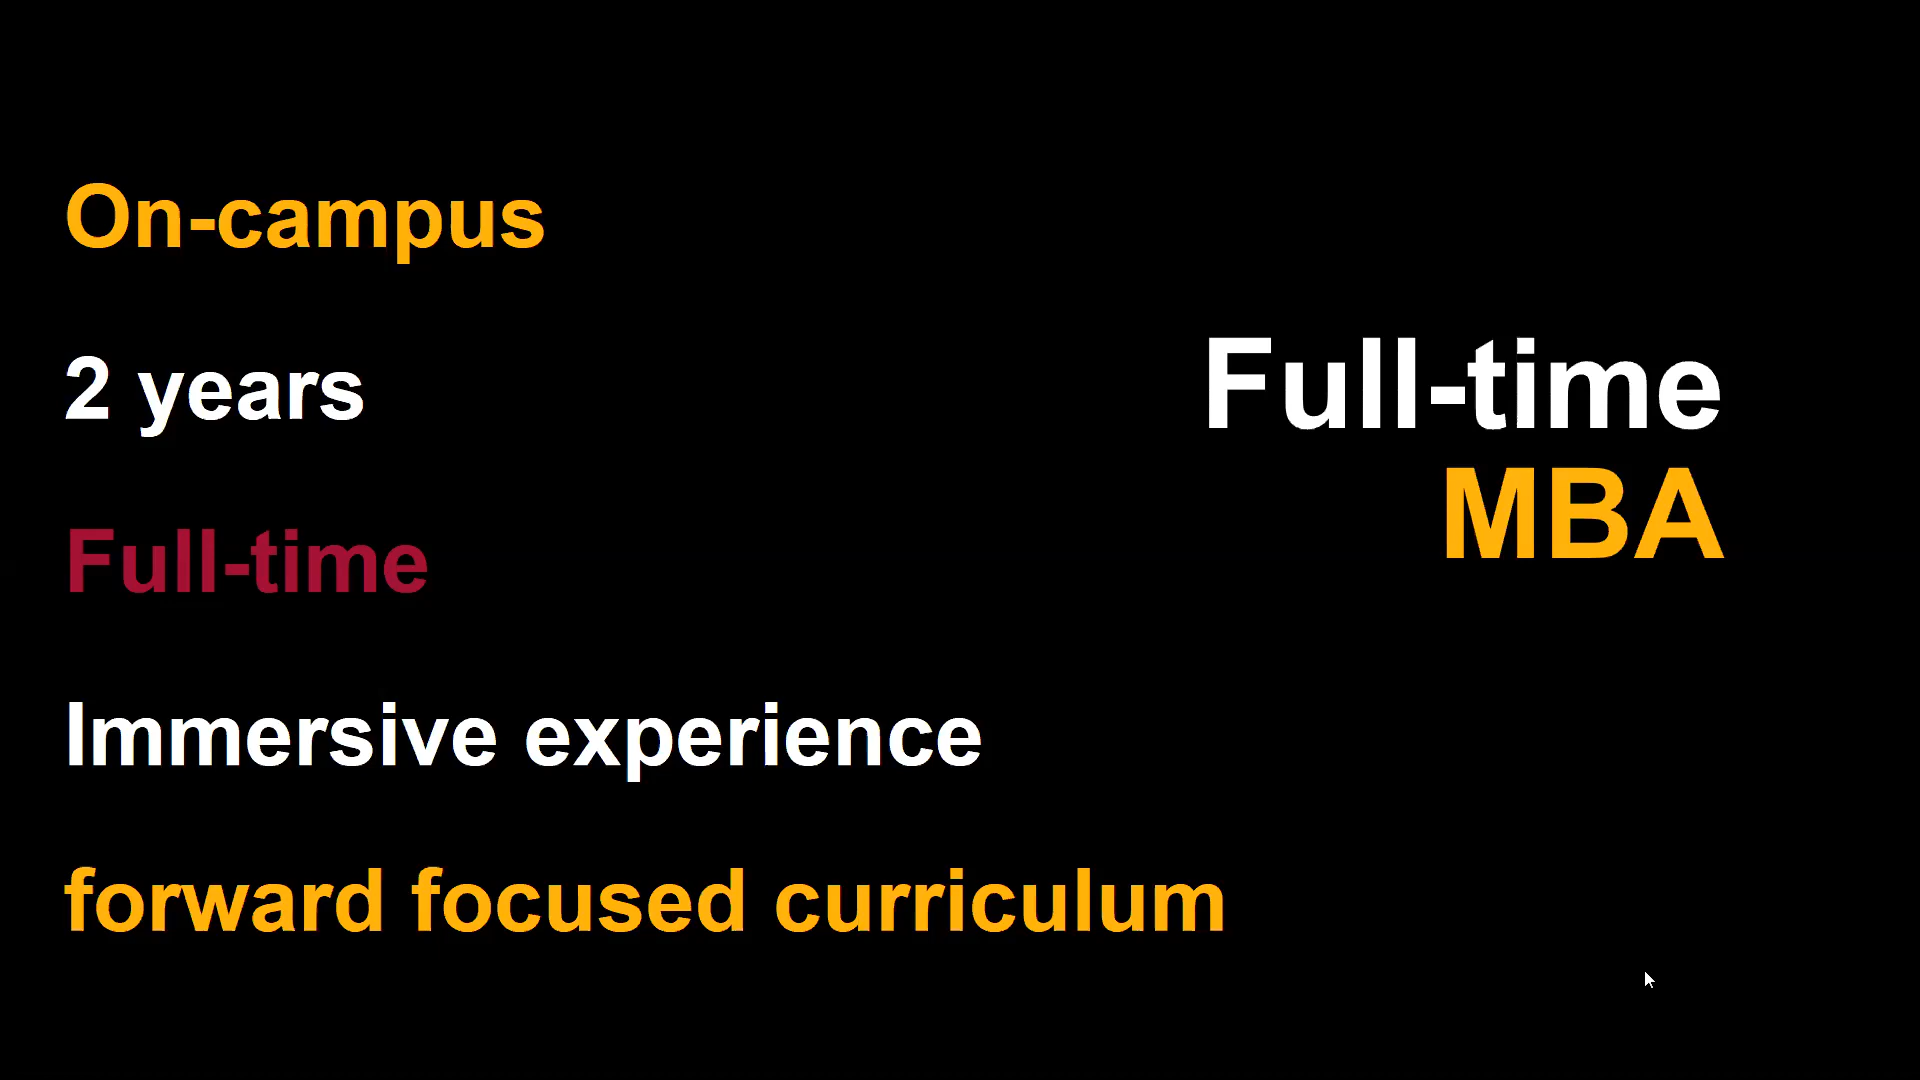 On-campus
2 years
Full-time
Immersive experience
forward focused curriculum
Full-time
MBA